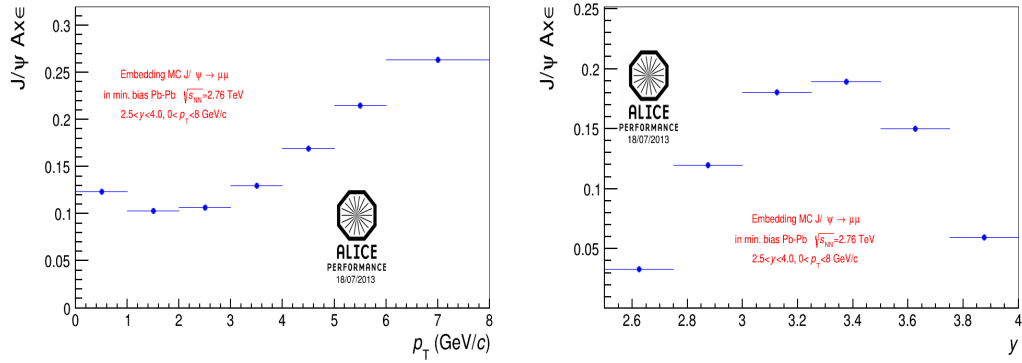 J/ψ Axε
0.3
0.25
0.2
0.15
0.1
0.05
0
Embedding MC J/ ψ → μμ
in min. bias Pb-Pb √sNN=2.76 TeV
2.5<y<4.0, 0< pT<8 GeV/c
ALICE
PERFORMANCE
18/07/2013
0 1 2 3 4 5 6 7 8
pT (GeV/c)
J/ψ Axε
0.25
0.2
0.15
0.1
0.05
ALICE
PERFORMANCE
18/07/2013
Embedding MC J/ ψ → μμ
in min. bias Pb-Pb √sNN=2.76 TeV
2.5<y<4.0, 0< pT<8 GeV/c
2.6 2.8 3 3.2 3.4 3.6 3.8 4
y